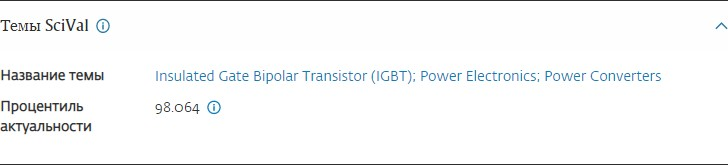 Темы SciVal
Название темы
Insulated Gate Bipolar Transistor (IGBT); Power Electronics; Power Converters
Процентиль
актуальности
98.064